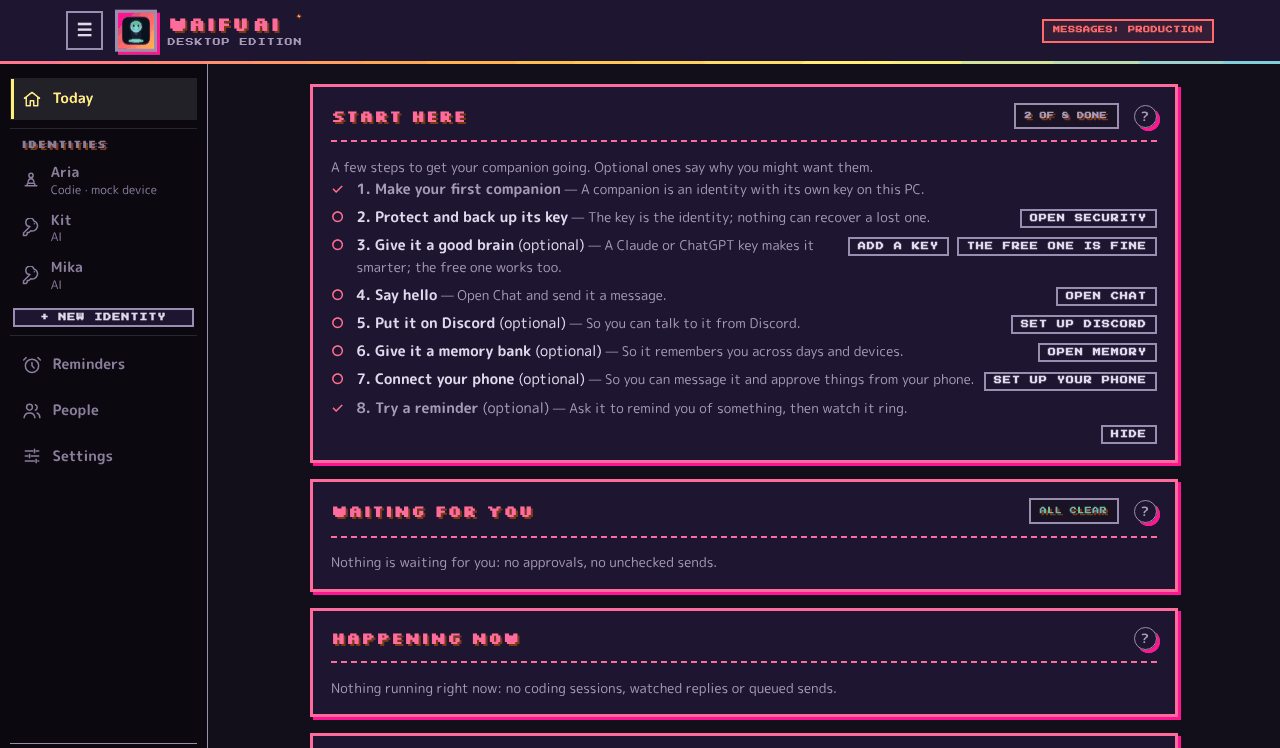 ☰
WAIFUAI
DESKTOP EDITION
MESSAGES: PRODUCTION
Today
IDENTITIES
Aria
Codie · mock device
Kit
AI
Mika
AI
+ NEW IDENTITY
Reminders
People
Settings
START HERE
2 OF 8 DONE
?
A few steps to get your companion going. Optional ones say why you might want them.
1. Make your first companion — A companion is an identity with its own key on this PC.
2. Protect and back up its key — The key is the identity; nothing can recover a lost one.
OPEN SECURITY
3. Give it a good brain (optional) — A Claude or ChatGPT key makes it
smarter; the free one works too.
ADD A KEY
THE FREE ONE IS FINE
4. Say hello — Open Chat and send it a message.
OPEN CHAT
5. Put it on Discord (optional) — So you can talk to it from Discord.
SET UP DISCORD
6. Give it a memory bank (optional) — So it remembers you across days and devices.
OPEN MEMORY
7. Connect your phone (optional) — So you can message it and approve things from your phone.
SET UP YOUR PHONE
8. Try a reminder (optional) — Ask it to remind you of something, then watch it ring.
HIDE
WAITING FOR YOU
ALL CLEAR
?
Nothing is waiting for you: no approvals, no unchecked sends.
HAPPENING NOW
?
Nothing running right now: no coding sessions, watched replies or queued sends.